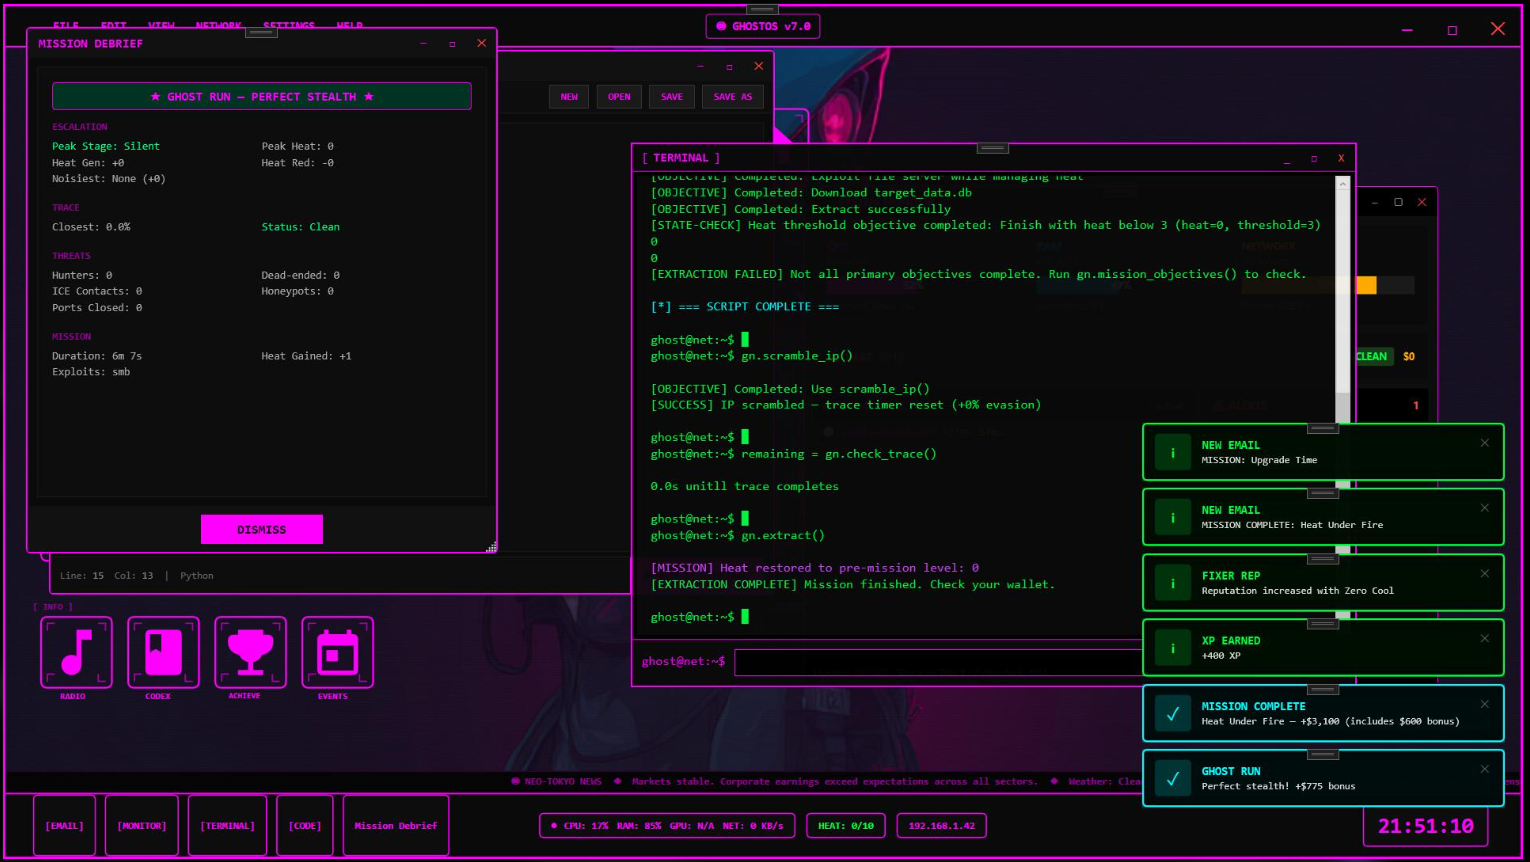 FILE EDIT VIEW NETWORK SETTINGS HELP
GHOSTOS v7.0
MISSION DEBRIEF
★ GHOST RUN — PERFECT STEALTH ★
ESCALATION
Peak Stage: Silent
Peak Heat: 0
Heat Gen: +0
Heat Red: -0
Noisiest: None (+0)
TRACE
Closest: 0.0%
Status: Clean
THREATS
Hunters: 0
Dead-ended: 0
ICE Contacts: 0
Honeypots: 0
Ports Closed: 0
MISSION
Duration: 6m 7s
Heat Gained: +1
Exploits: smb
DISMISS
NEW OPEN SAVE SAVE AS
Line: 15 Col: 13 | Python
[ TERMINAL ]
[OBJECTIVE] Completed: Exploit file server while managing heat
[OBJECTIVE] Completed: Download target_data.db
[OBJECTIVE] Completed: Extract successfully
[STATE-CHECK] Heat threshold objective completed: Finish with heat below 3 (heat=0, threshold=3)
0
0
[EXTRACTION FAILED] Not all primary objectives complete. Run gn.mission_objectives() to check.
[*] === SCRIPT COMPLETE ===
ghost@net:~$
ghost@net:~$ gn.scramble_ip()
[OBJECTIVE] Completed: Use scramble_ip()
[SUCCESS] IP scrambled — trace timer reset (+0% evasion)
ghost@net:~$
ghost@net:~$ remaining = gn.check_trace()
0.0s unitll trace completes
ghost@net:~$
ghost@net:~$ gn.extract()
[MISSION] Heat restored to pre-mission level: 0
[EXTRACTION COMPLETE] Mission finished. Check your wallet.
ghost@net:~$
ghost@net:~$
NETWORK
CLEAN $0
1
NEW EMAIL
MISSION: Upgrade Time
NEW EMAIL
MISSION COMPLETE: Heat Under Fire
FIXER REP
Reputation increased with Zero Cool
XP EARNED
+400 XP
MISSION COMPLETE
Heat Under Fire — +$3,100 (includes $600 bonus)
GHOST RUN
Perfect stealth! +$775 bonus
[ INFO ]
RADIO
CODEX
ACHIEVE
EVENTS
NEO-TOKYO NEWS ◆ Markets stable. Corporate earnings exceed expectations across all sectors. ◆ Weather: Clea
[EMAIL]
[MONITOR]
[TERMINAL]
[CODE]
Mission Debrief
CPU: 17% RAM: 85% GPU: N/A NET: 0 KB/s
HEAT: 0/10
192.168.1.42
21:51:10